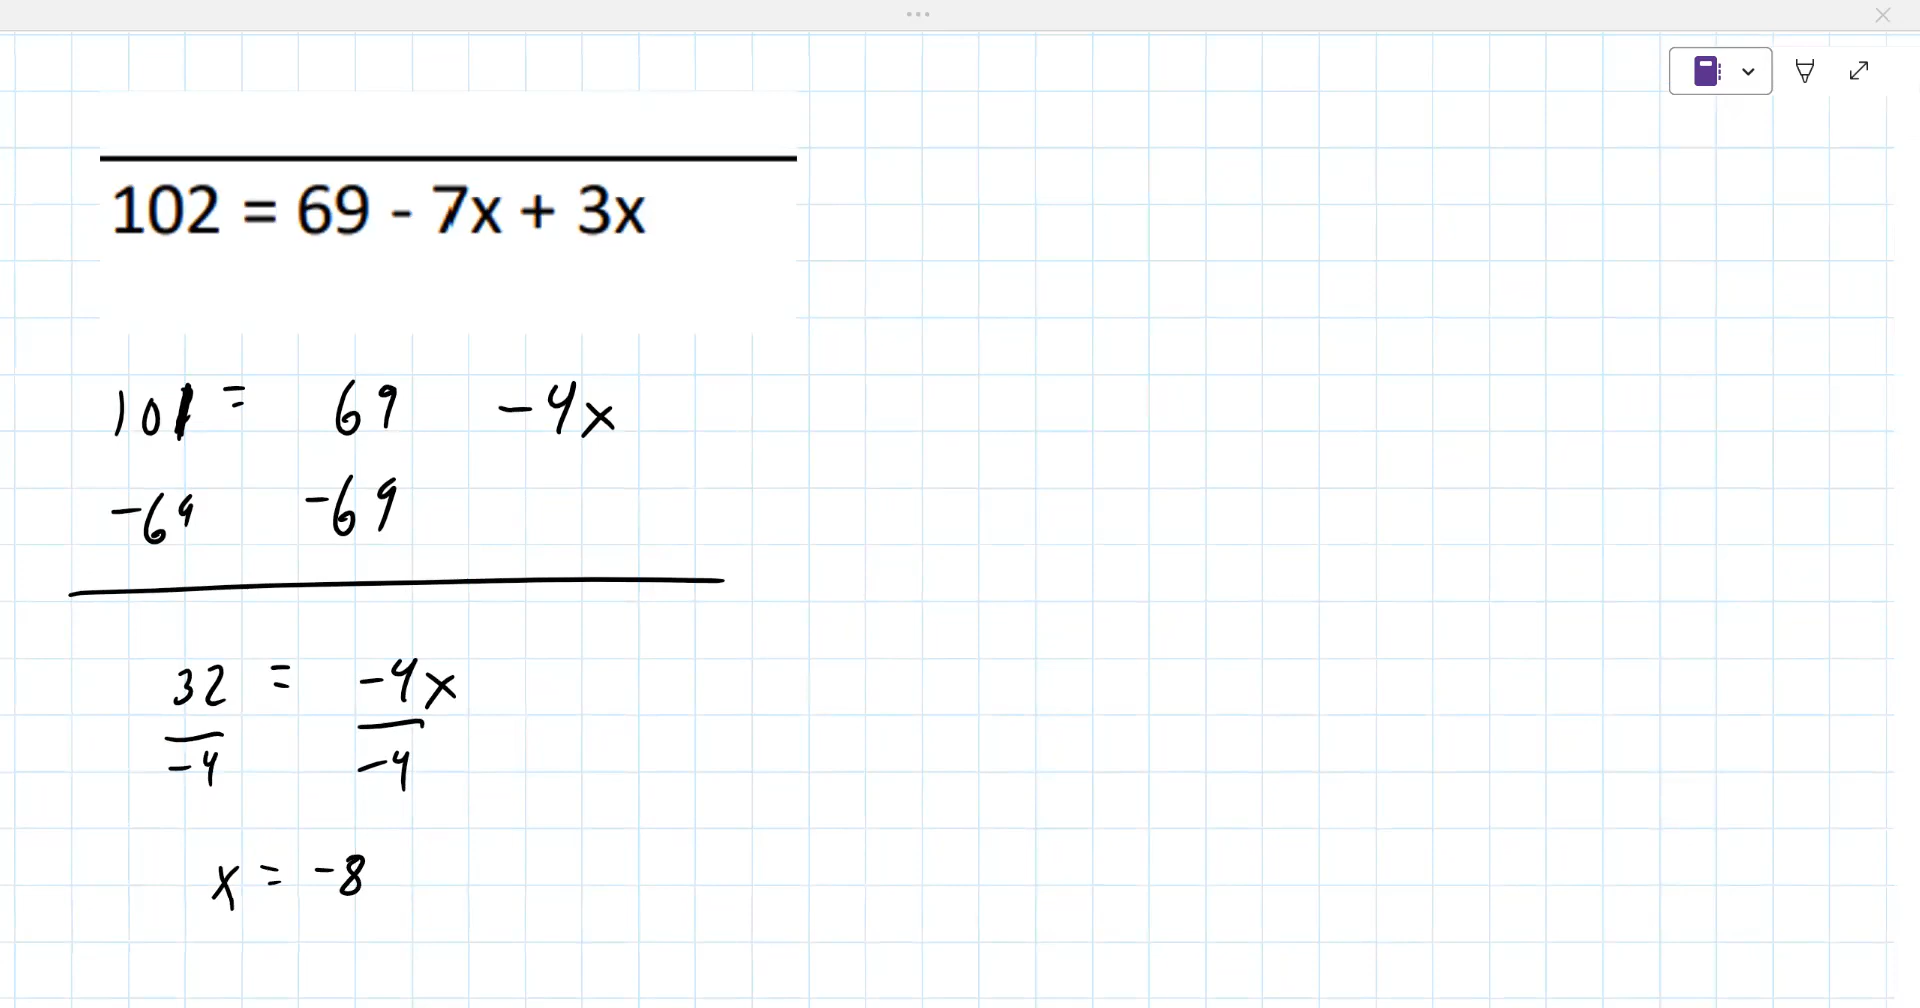 102 = 69 - 7x + 3x
101 = 69 -4x
-69 -69
32 = -4x
-4 -4
x = -8